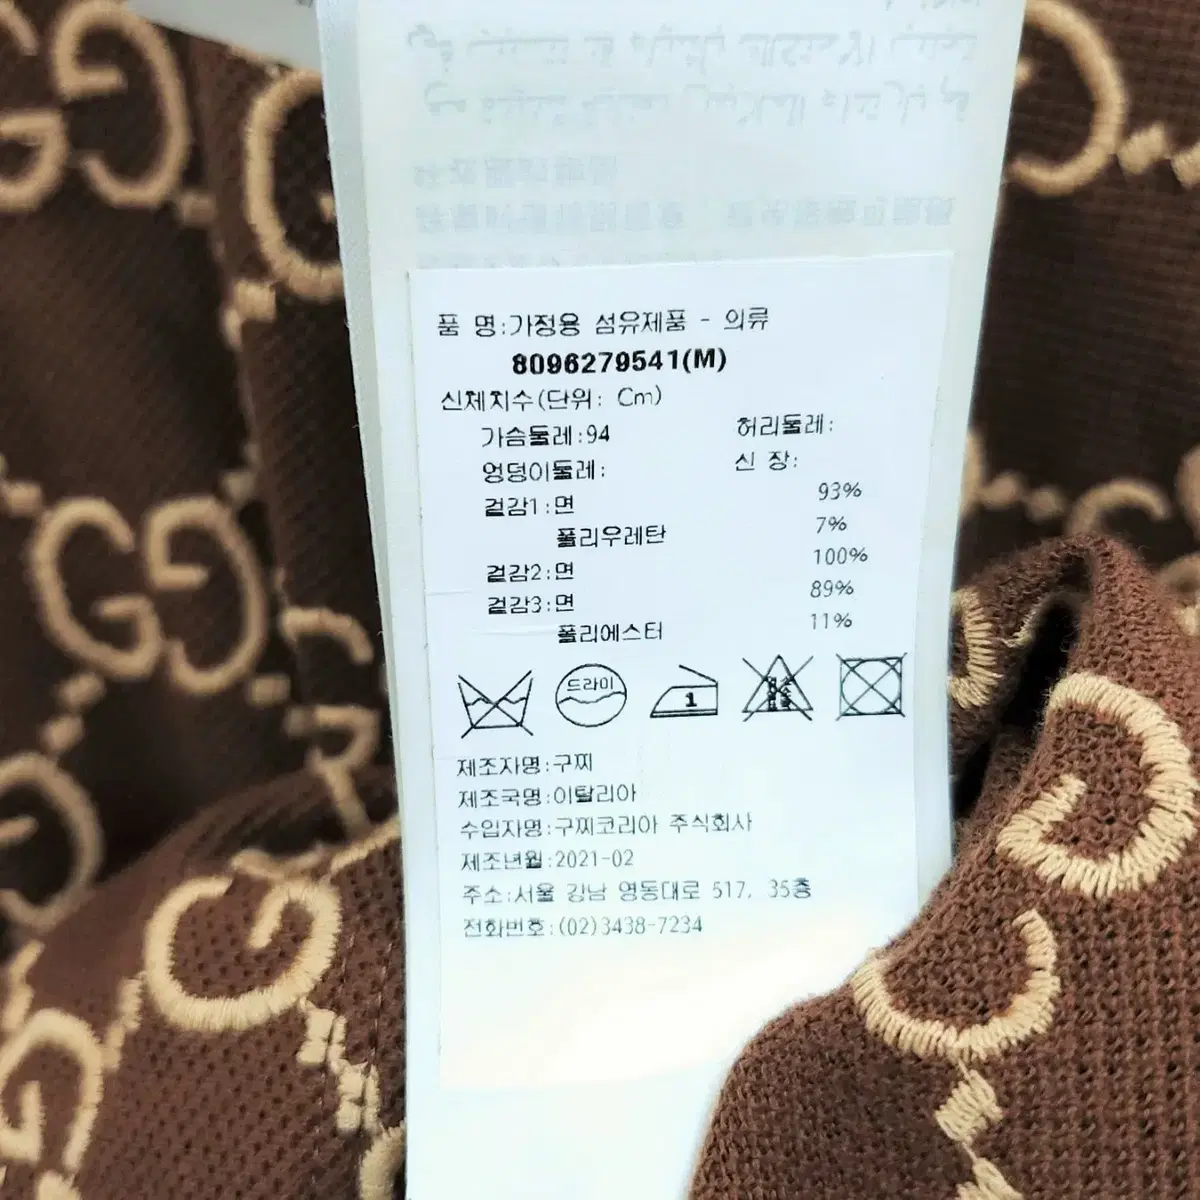 품 명:가정용 섬유제품 - 의류
8096279541(M)
신체치수(단위: Cm)
가슴둘레:94 허리둘레:
엉덩이둘레: 신 장:
겉감1:면 93%
폴리우레탄 7%
겉감2:면 100%
겉감3:면 89%
폴리에스터 11%
드라이 1
제조자명:구찌
제조국명:이탈리아
수입자명:구찌코리아 주식회사
제조년월:2021-02
주소:서울 강남 영동대로 517, 35층
전화번호:(02)3438-7234